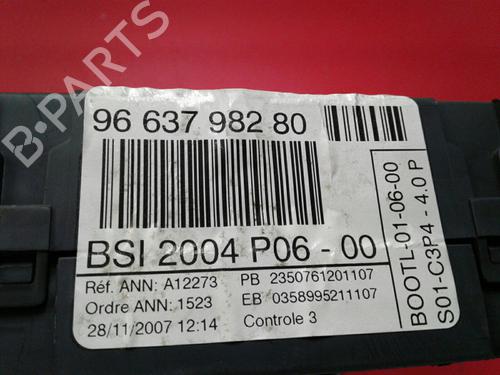 96 637 982 80
BSI 2004 P06 - 00
Réf. ANN: A12273 PB 2350761201107
Ordre ANN: 1523 EB 0358995211107
28/11/2007 12:14 Controle 3
BOOTL-01-06-00
S01-C3P4 - 4.0 P
B-PARTS